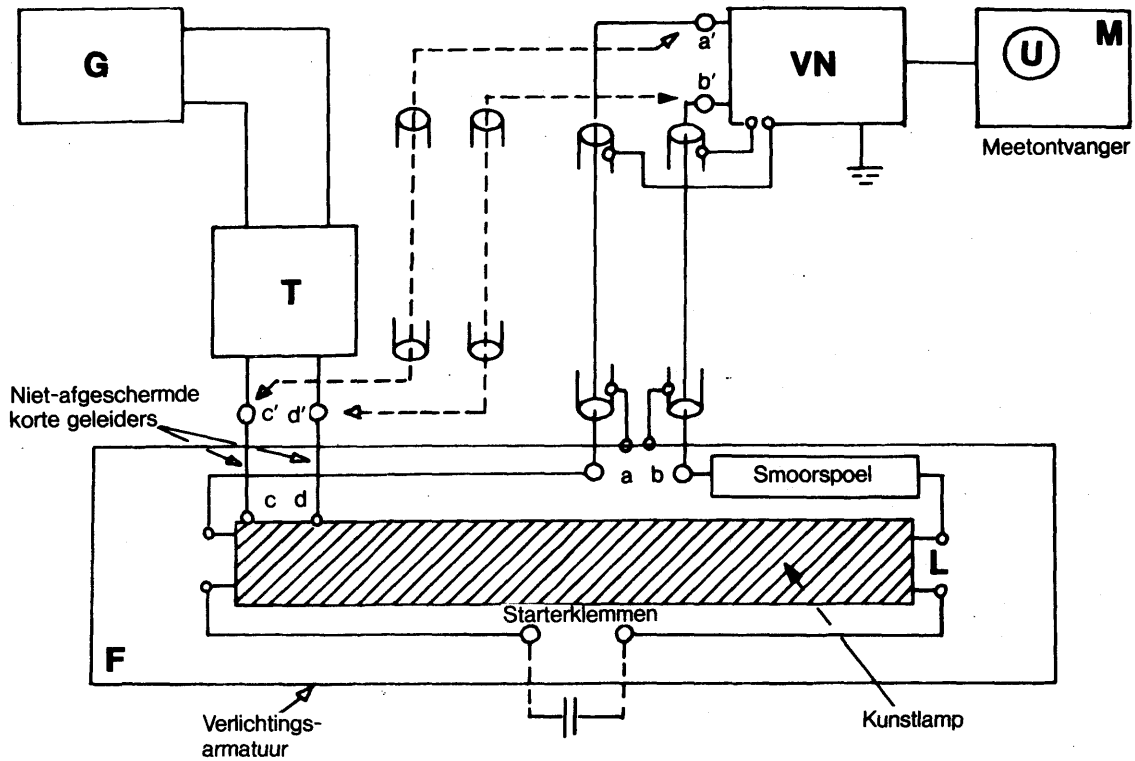 G
VN
U
M
Meetontvanger
a'
b'
T
Niet-afgeschermde
korte geleiders
c'
d'
a
b
Smoorspoel
c
d
L
Starterklemmen
F
Verlichtings-
armatuur
Kunstlamp